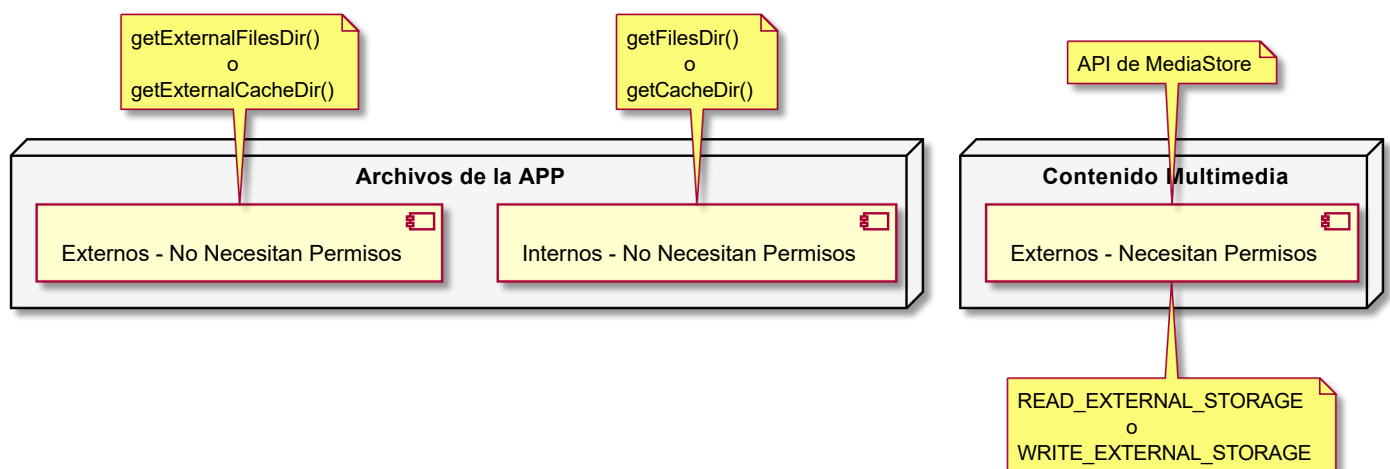 getExternalFilesDir()
o
getExternalCacheDir()
getFilesDir()
o
getCacheDir()
API de MediaStore
Archivos de la APP
Contenido Multimedia
Externos - No Necesitan Permisos
Internos - No Necesitan Permisos
Externos - Necesitan Permisos
READ_EXTERNAL_STORAGE
o
WRITE_EXTERNAL_STORAGE